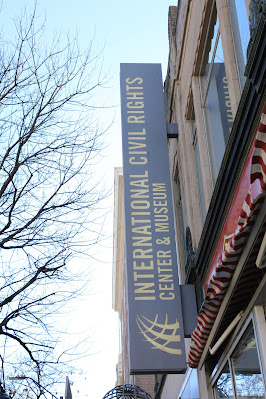 INTERNATIONAL CIVIL RIGHTS
CENTER & MUSEUM